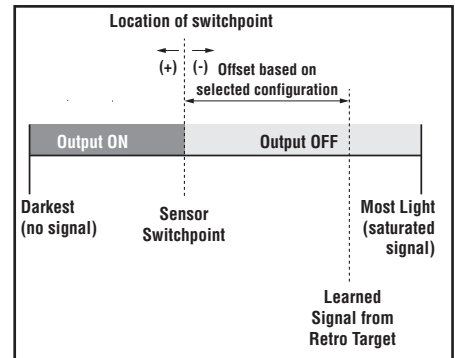 Location of switchpoint
(+) (-) Offset based on
selected configuration
Output ON Output OFF
Darkest
(no signal)
Sensor
Switchpoint
Most Light
(saturated
signal)
Learned
Signal from
Retro Target